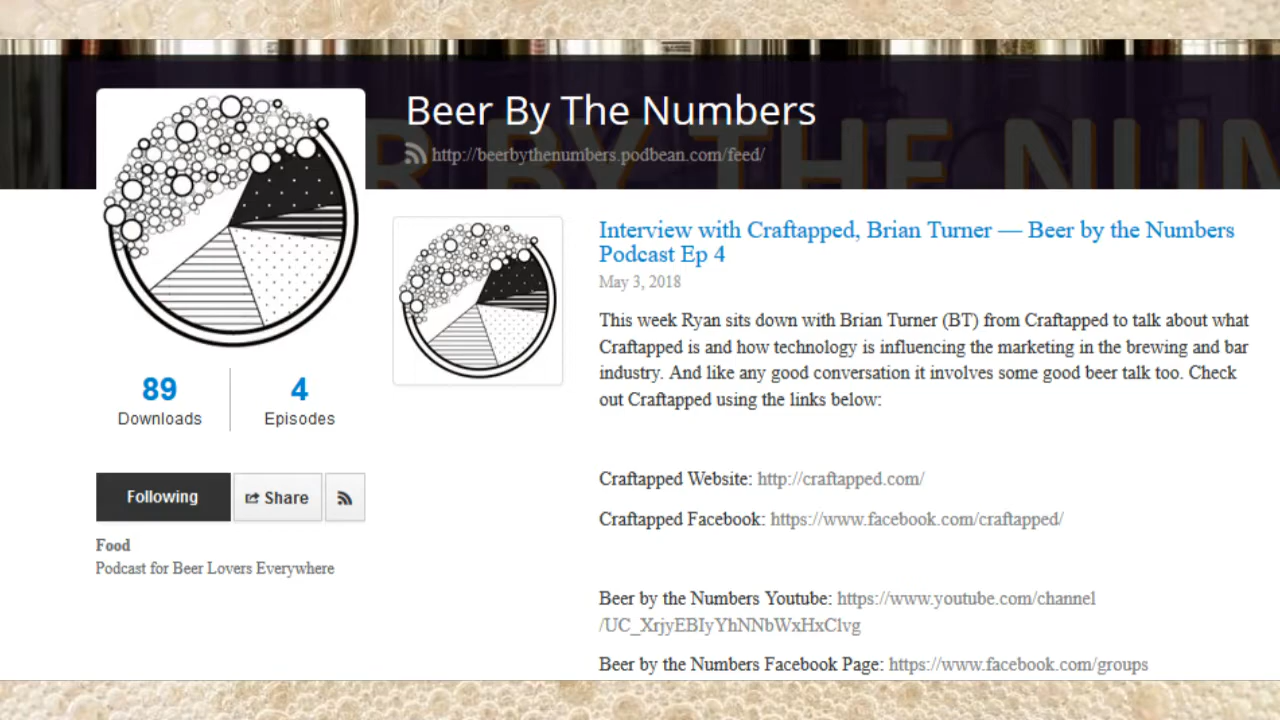 Beer By The Numbers
http://beerbythenumbers.podbean.com/feed/
R BY THE NUM
Interview with Craftapped, Brian Turner — Beer by the Numbers
Podcast Ep 4
May 3, 2018
This week Ryan sits down with Brian Turner (BT) from Craftapped to talk about what
Craftapped is and how technology is influencing the marketing in the brewing and bar
industry. And like any good conversation it involves some good beer talk too. Check
out Craftapped using the links below:
89
Downloads
4
Episodes
Following
Share
Food
Podcast for Beer Lovers Everywhere
Craftapped Website: http://craftapped.com/
Craftapped Facebook: https://www.facebook.com/craftapped/
Beer by the Numbers Youtube: https://www.youtube.com/channel
/UC_XrjyEBIyYhNNbWxHxClvg
Beer by the Numbers Facebook Page: https://www.facebook.com/groups